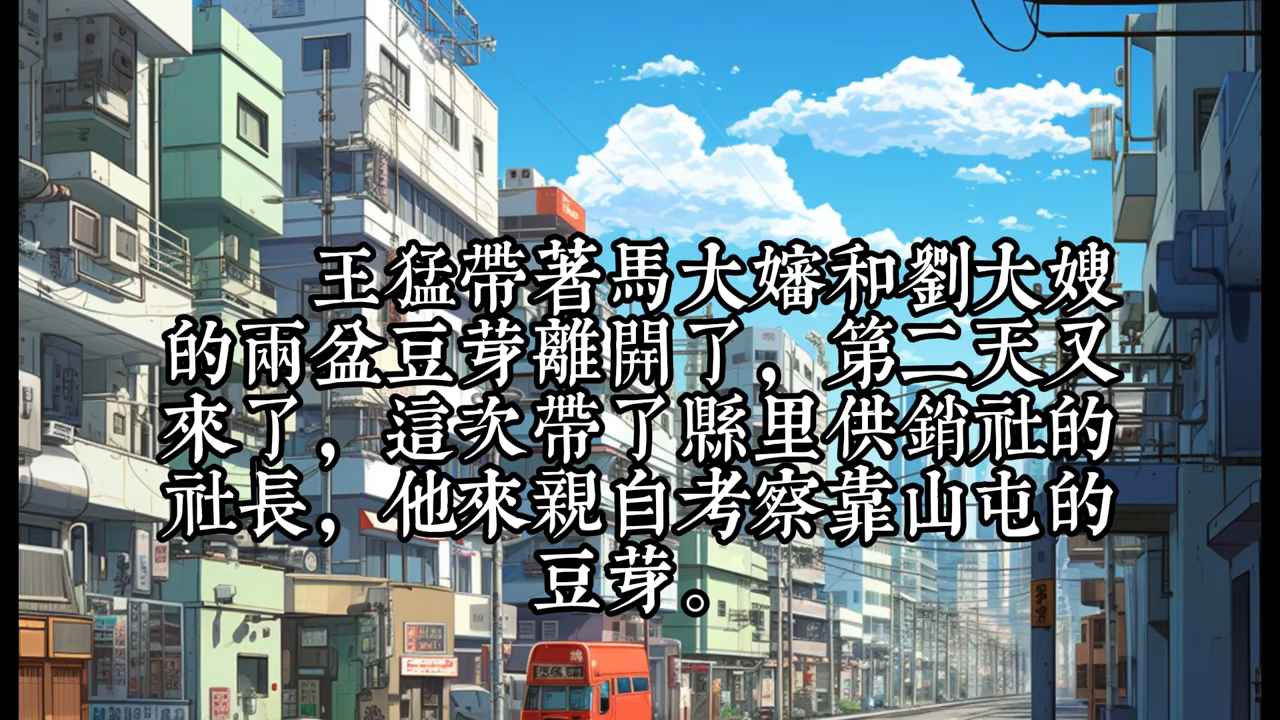 王猛帶著馬大嬸和劉大嫂
的兩盆豆芽離開了，第二天又
來了，這次帶了縣里供銷社的
社長，他來親自考察靠山屯的
豆芽。